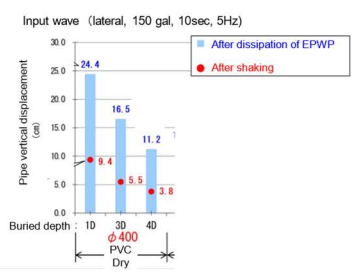 Input wave (lateral, 150 gal, 10sec, 5Hz)
After dissipation of EPWP
After shaking
Pipe vertical displacement
(cm)
30.0
25.0
20.0
15.0
10.0
5.0
0.0
24.4
16.5
11.2
9.4
5.5
3.8
Buried depth : 1D 3D 4D
φ400
PVC
Dry